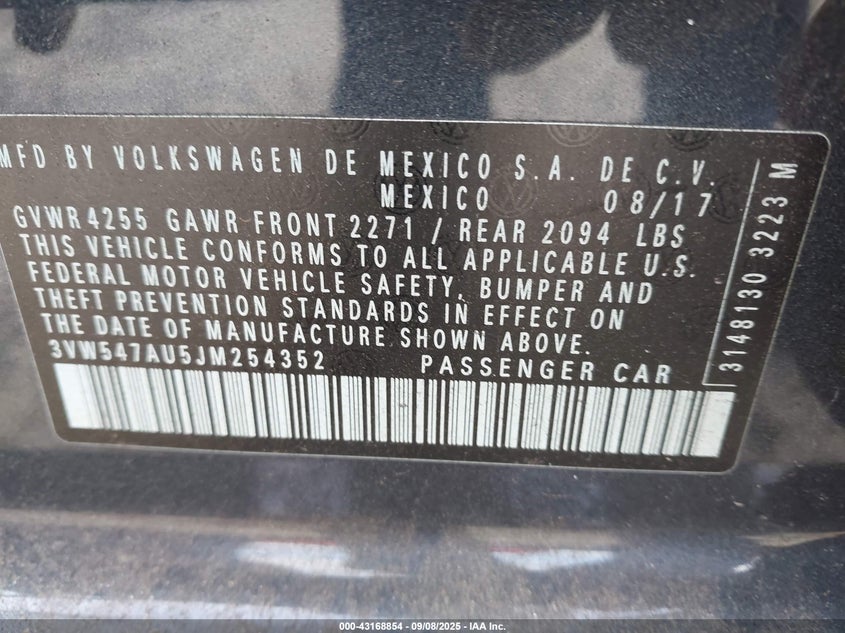 MFD BY VOLKSWAGEN DE MEXICO S.A. DE C.V.
MEXICO 08/17
GVWR 4255 GAWR FRONT 2271 / REAR 2094 LBS
THIS VEHICLE CONFORMS TO ALL APPLICABLE U.S.
FEDERAL MOTOR VEHICLE SAFETY, BUMPER AND
THEFT PREVENTION STANDARDS IN EFFECT ON
THE DATE OF MANUFACTURE SHOWN ABOVE.
3VW547AU5JM254352 PASSENGER CAR
3148130 3223 M
000-43168854 - 09/08/2025 - IAA Inc.